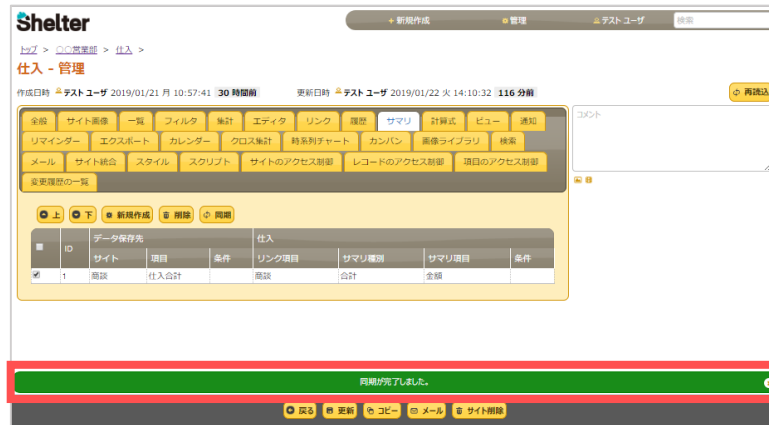 Shelter
新規作成 管理 テスト ユーザ 検索
トップ > 〇〇営業部 > 仕入 >
仕入 - 管理
作成日時 テスト ユーザ 2019/01/21 月 10:57:41 30 時間前 更新日時 テスト ユーザ 2019/01/22 火 14:10:32 116 分前 再読込
全般 サイト画像 一覧 フィルタ 集計 エディタ リンク 履歴 サマリ 計算式 ビュー 通知 コメント
リマインダー エクスポート カレンダー クロス集計 時系列チャート カンバン 画像ライブラリ 検索
メール サイト統合 スタイル スクリプト サイトのアクセス制御 レコードのアクセス制御 項目のアクセス制御
変更履歴の一覧
上 下 新規作成 削除 同期
ID データ保存先 仕入
サイト 項目 条件 リンク項目 サマリ種別 サマリ項目 条件
1 商談 仕入合計 商談 合計 金額
同期が完了しました。
戻る 更新 コピー メール サイト削除